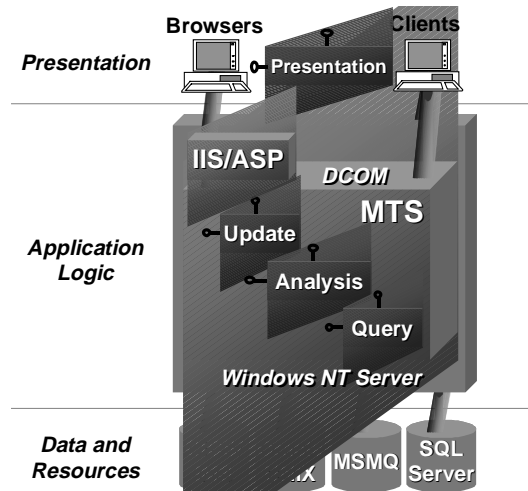 Browsers
Clients
Presentation
Presentation
IIS/ASP
DCOM
MTS
Application
Logic
Update
Analysis
Query
Windows NT Server
Data and
Resources
MSMQ
SQL
Server